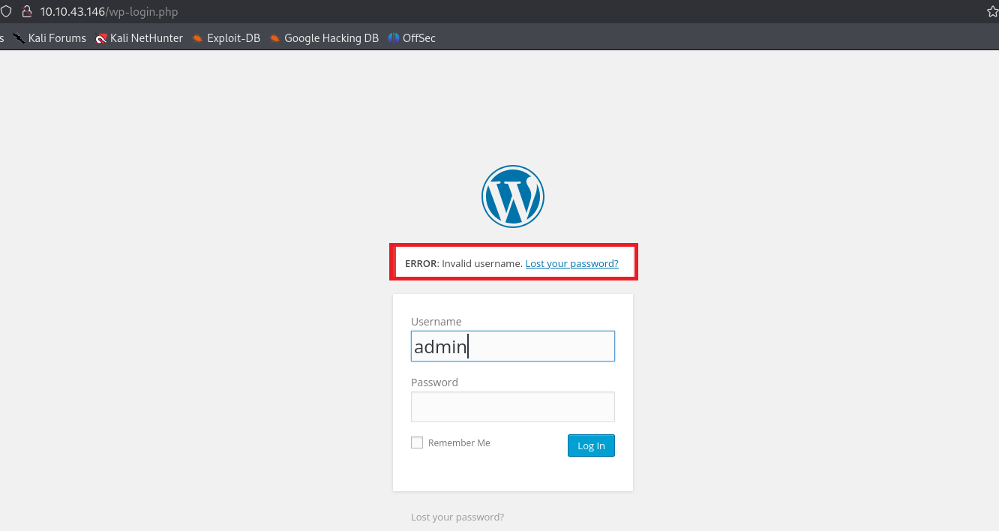 10.10.43.146/wp-login.php
s Kali Forums Kali NetHunter Exploit-DB Google Hacking DB OffSec
ERROR: Invalid username. Lost your password?
Username
admin
Password
Remember Me Log In
Lost your password?